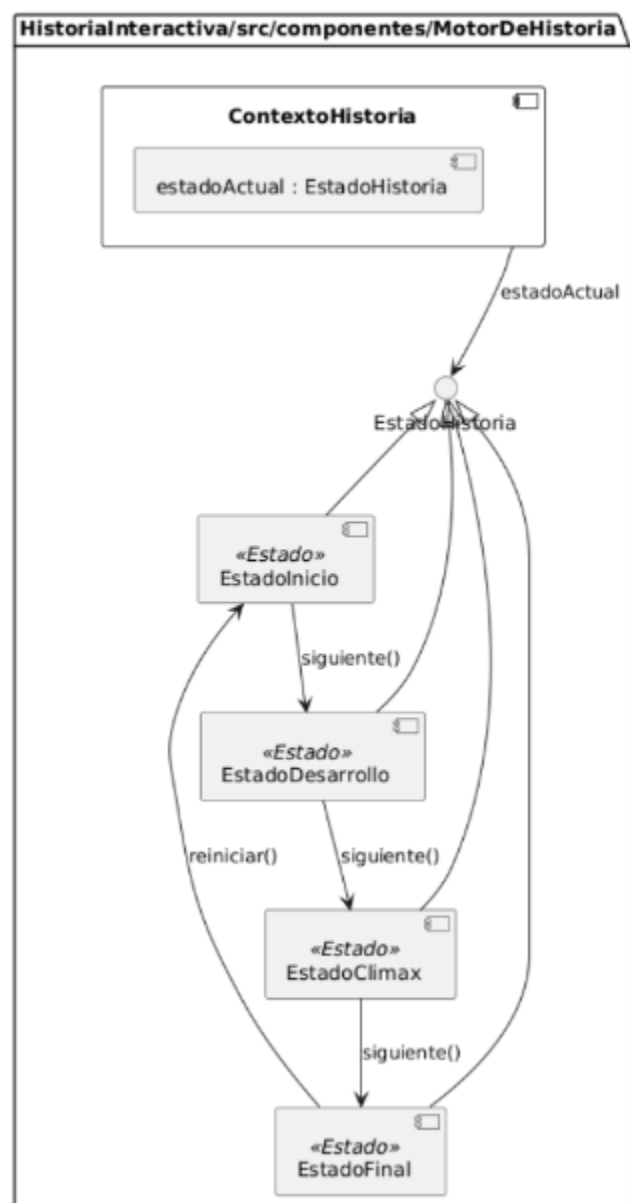 HistoriaInteractiva/src/componentes/MotorDeHistoria
ContextoHistoria
estadoActual : EstadoHistoria
estadoActual
EstadoHistoria
«Estado»
EstadoInicio
siguiente()
«Estado»
EstadoDesarrollo
reiniciar()
siguiente()
«Estado»
EstadoClimax
siguiente()
«Estado»
EstadoFinal